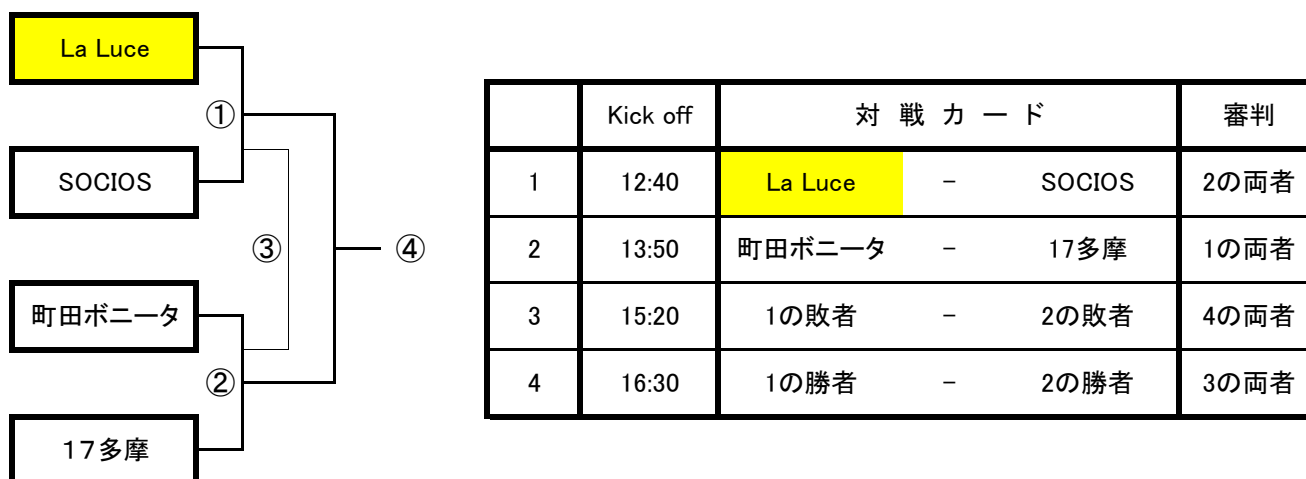 La Luce
①
SOCIOS
③
④
町田ボニータ
②
17多摩
Kick off 対 戦 カ ー ド 審判
1 12:40 La Luce - SOCIOS 2の両者
2 13:50 町田ボニータ - 17多摩 1の両者
3 15:20 1の敗者 - 2の敗者 4の両者
4 16:30 1の勝者 - 2の勝者 3の両者